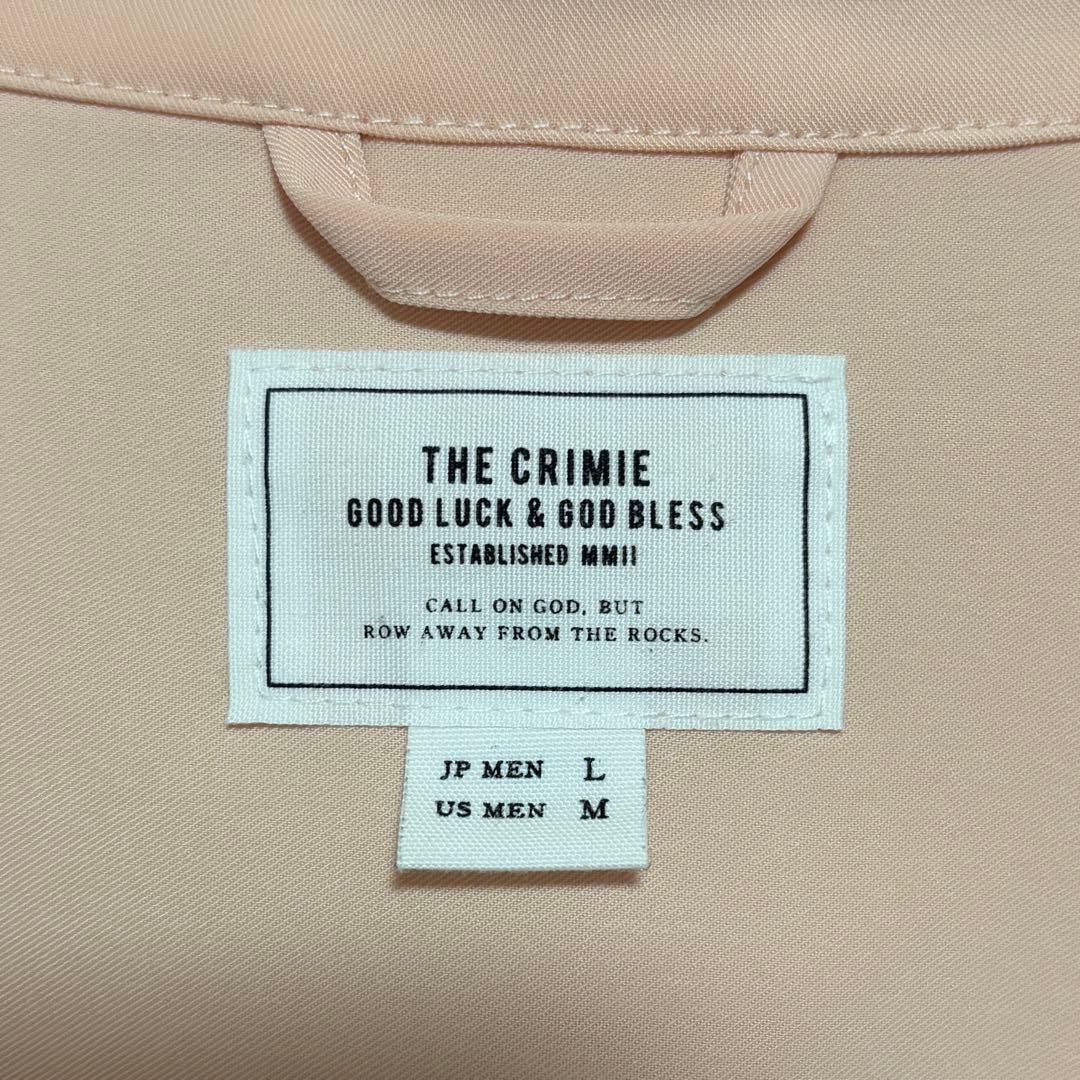 THE CRIMIE
GOOD LUCK & GOD BLESS
ESTABLISHED MMII
CALL ON GOD, BUT
ROW AWAY FROM THE ROCKS.
JP MEN L
US MEN M